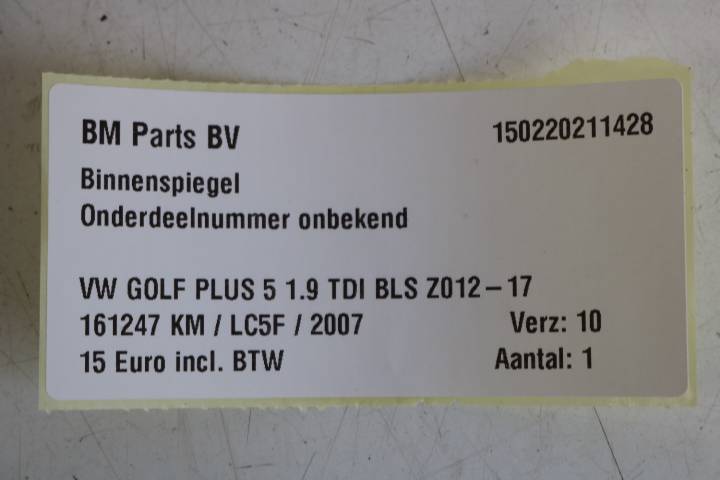 BM Parts BV 150220211428
Binnenspiegel
Onderdeelnummer onbekend
VW GOLF PLUS 5 1.9 TDI BLS Z012-17
161247 KM / LC5F / 2007 Verz: 10
15 Euro incl. BTW Aantal: 1